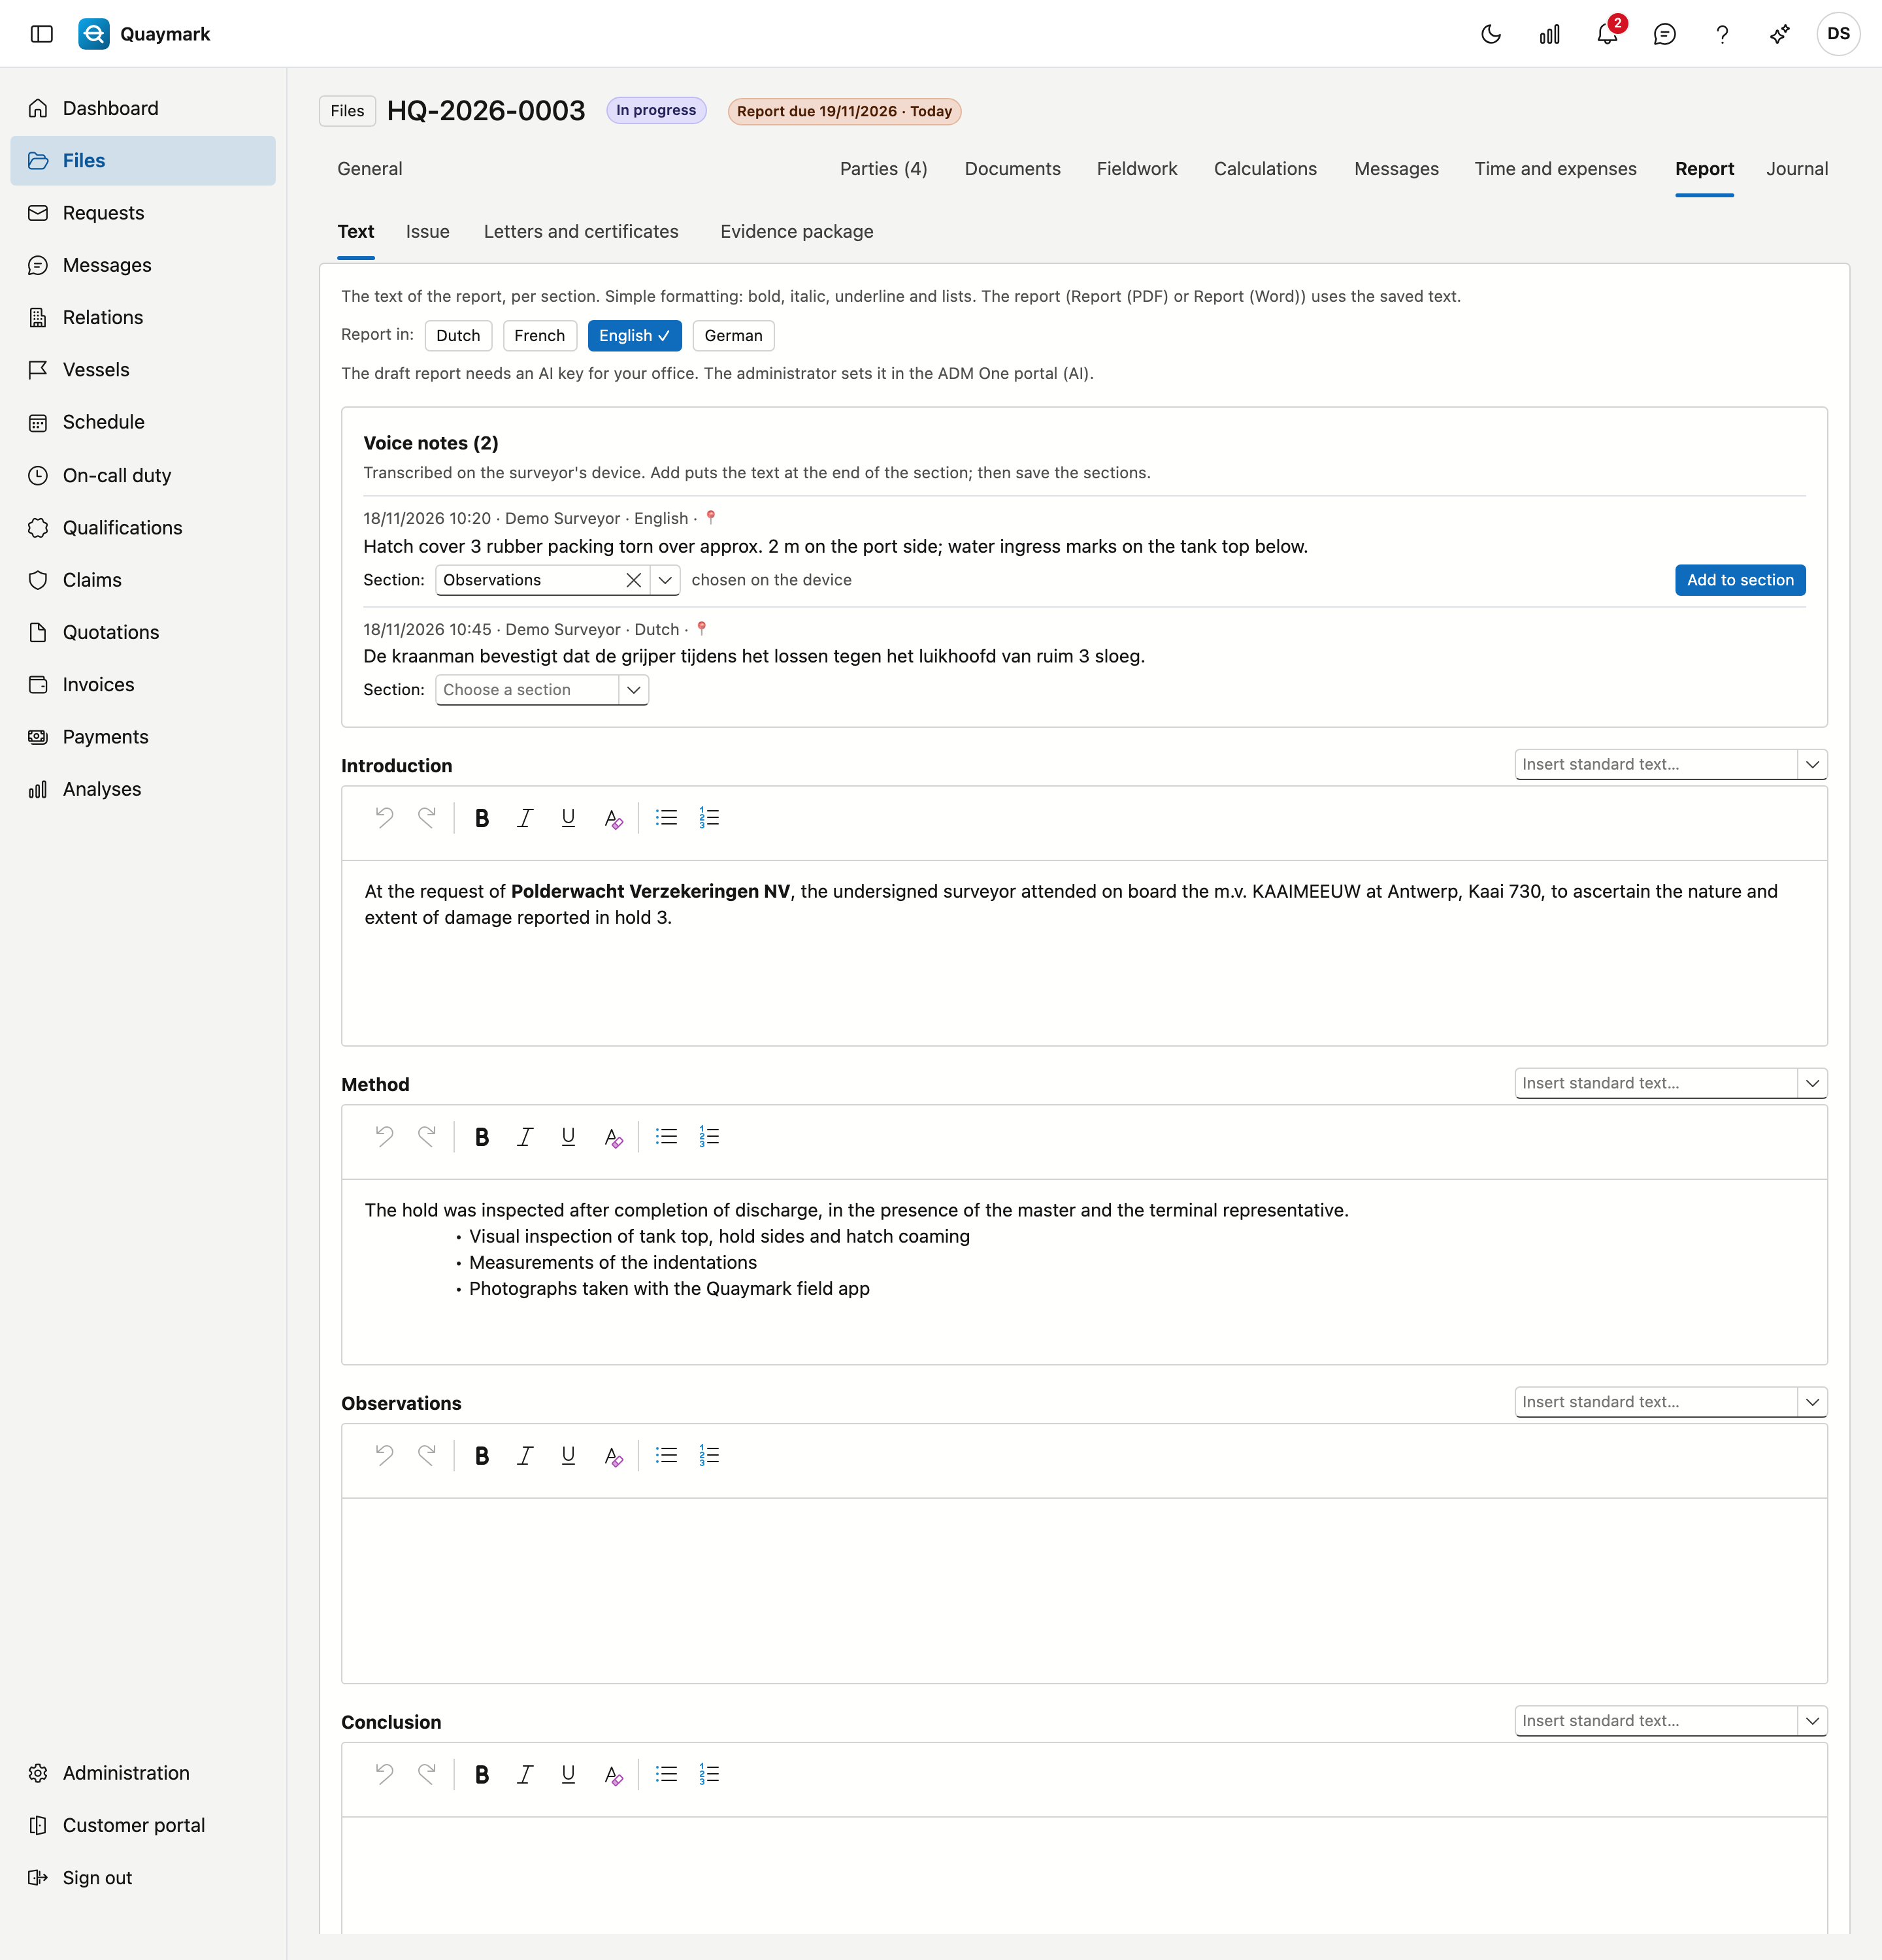 Quaymark
2
DS
Dashboard
Files
Requests
Messages
Relations
Vessels
Schedule
On-call duty
Qualifications
Claims
Quotations
Invoices
Payments
Analyses
Administration
Customer portal
Sign out
Files HQ-2026-0003 In progress Report due 19/11/2026 · Today
General Parties (4) Documents Fieldwork Calculations Messages Time and expenses Report Journal
Text Issue Letters and certificates Evidence package
The text of the report, per section. Simple formatting: bold, italic, underline and lists. The report (Report (PDF) or Report (Word)) uses the saved text.
Report in: Dutch French English ✓ German
The draft report needs an AI key for your office. The administrator sets it in the ADM One portal (AI).
Voice notes (2)
Transcribed on the surveyor's device. Add puts the text at the end of the section; then save the sections.
18/11/2026 10:20 · Demo Surveyor · English · 📍
Hatch cover 3 rubber packing torn over approx. 2 m on the port side; water ingress marks on the tank top below.
Section: Observations chosen on the device Add to section
18/11/2026 10:45 · Demo Surveyor · Dutch · 📍
De kraanman bevestigt dat de grijper tijdens het lossen tegen het luikhoofd van ruim 3 sloeg.
Section: Choose a section
Introduction Insert standard text...
At the request of Polderwacht Verzekeringen NV, the undersigned surveyor attended on board the m.v. KAAIMEEUW at Antwerp, Kaai 730, to ascertain the nature and
extent of damage reported in hold 3.
Method Insert standard text...
The hold was inspected after completion of discharge, in the presence of the master and the terminal representative.
• Visual inspection of tank top, hold sides and hatch coaming
• Measurements of the indentations
• Photographs taken with the Quaymark field app
Observations Insert standard text...
Conclusion Insert standard text...